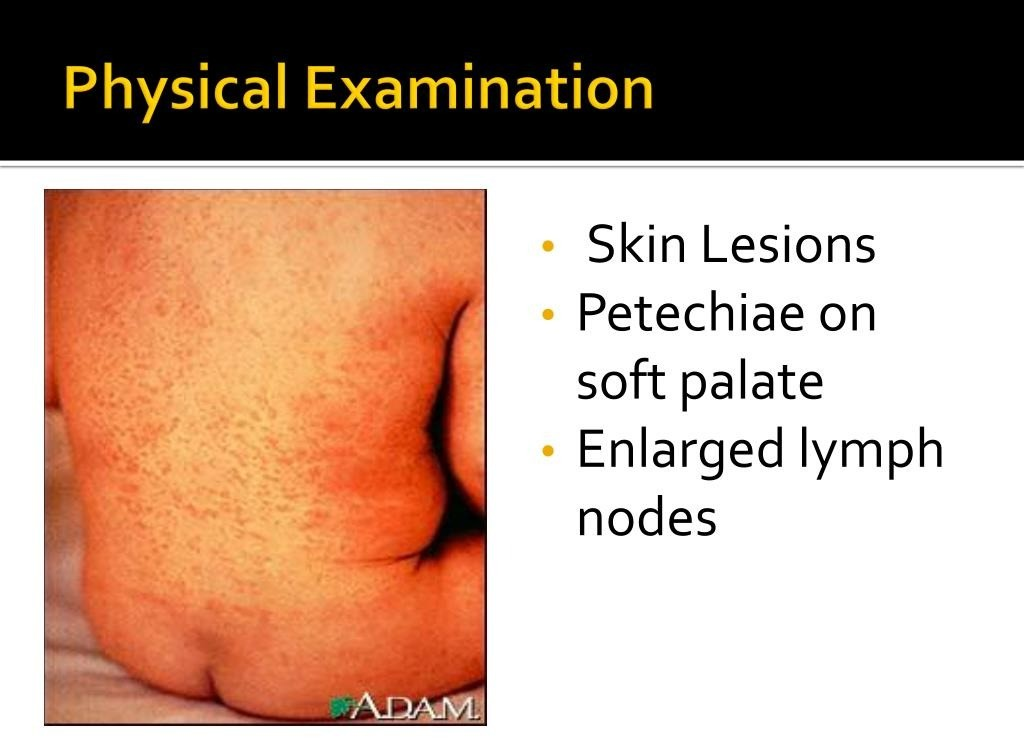 Physical Examination
• Skin Lesions
• Petechiae on
soft palate
• Enlarged lymph
nodes
A.D.A.M.